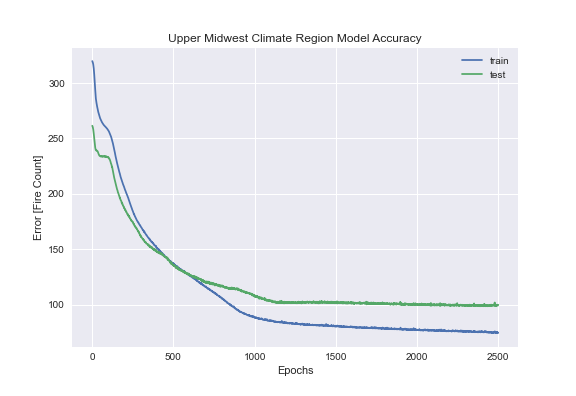 Upper Midwest Climate Region Model Accuracy
train
test
Error [Fire Count]
300
250
200
150
100
0 500 1000 1500 2000 2500
Epochs